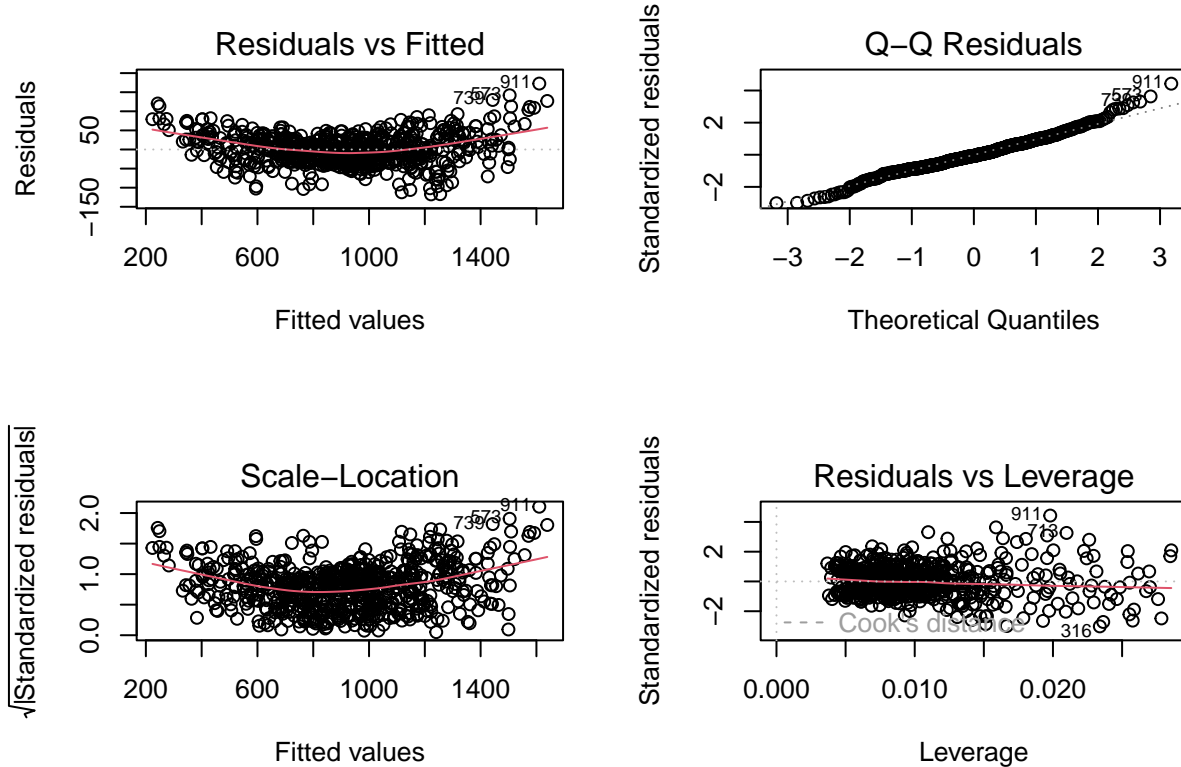 Residuals vs Fitted
Residuals
50
−150
911
573
739
200 600 1000 1400
Fitted values
Q−Q Residuals
Standardized residuals
2
−2
911
573
−3 −2 −1 0 1 2 3
Theoretical Quantiles
Scale−Location
√|Standardized residuals|
2.0
1.0
0.0
911
573
739
200 600 1000 1400
Fitted values
Residuals vs Leverage
Standardized residuals
2
−2
911
713
Cook's distance
316
0.000 0.010 0.020
Leverage